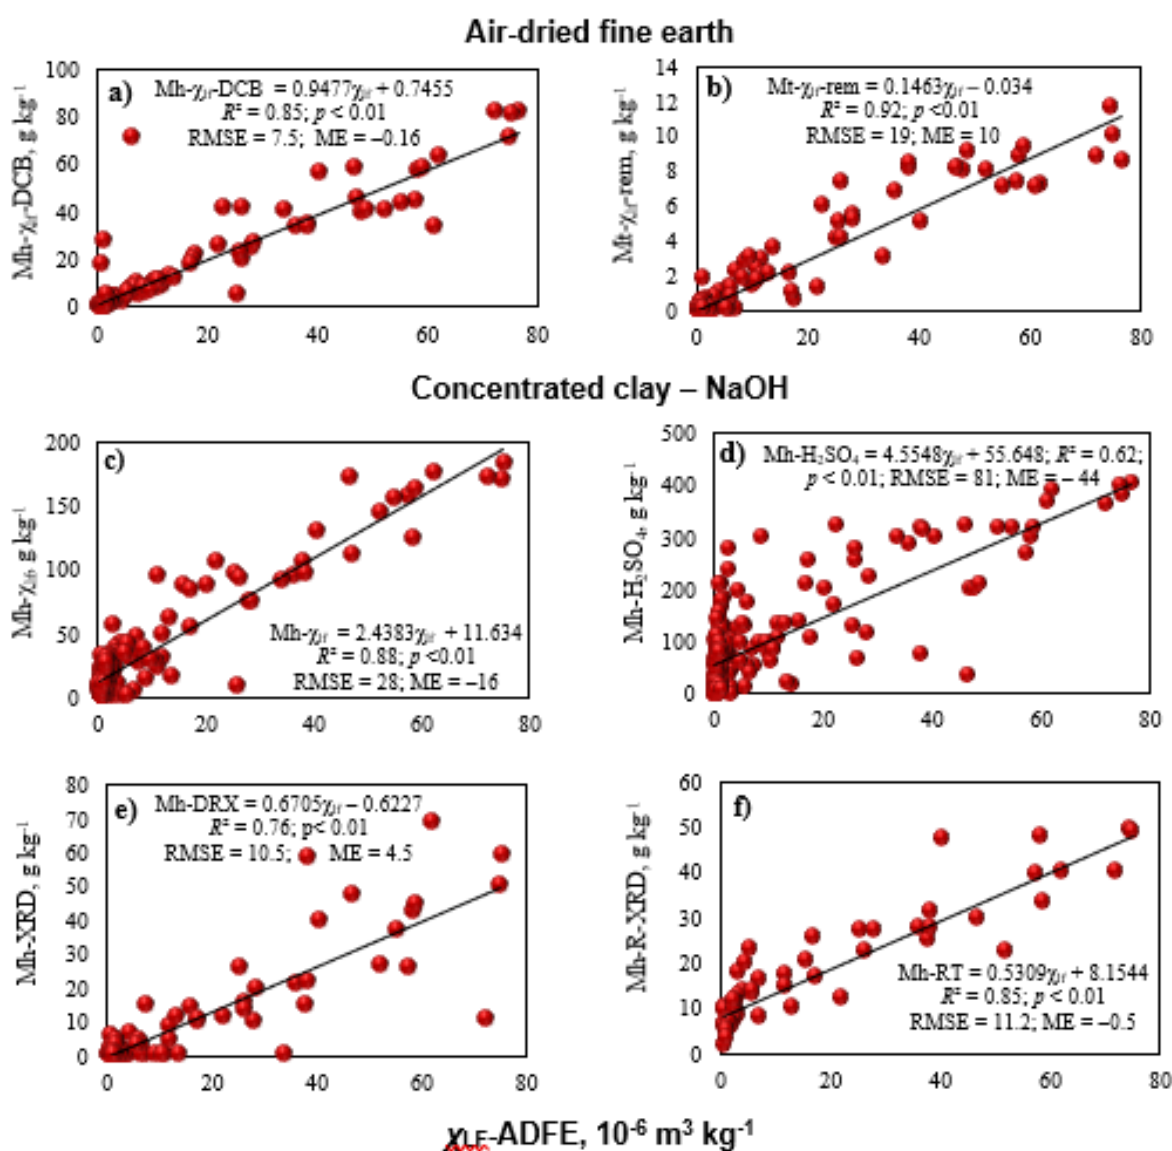 Air-dried fine earth
a)
Mh-χlf-DCB = 0.9477χlf + 0.7455
R² = 0.85; p < 0.01
RMSE = 7.5; ME = –0.16
Mh-χlf-DCB, g kg-1
100
80
60
40
20
0
0 20 40 60 80
b)
Mt-χlf-rem = 0.1463χlf – 0.034
R² = 0.92; p <0.01
RMSE = 19; ME = 10
Mt-χlf-rem, g kg-1
14
12
10
8
6
4
2
0
0 20 40 60 80
Concentrated clay – NaOH
c)
Mh-χlf = 2.4383χlf + 11.634
R² = 0.88; p <0.01
RMSE = 28; ME = –16
Mh-χlf, g kg-1
200
150
100
50
0
0 20 40 60 80
d)
Mh-H2SO4 = 4.5548χlf + 55.648; R² = 0.62;
p < 0.01; RMSE = 81; ME = – 44
Mh-H2SO4, g kg-1
500
400
300
200
100
0
0 20 40 60 80
e)
Mh-DRX = 0.6705χlf – 0.6227
R² = 0.76; p< 0.01
RMSE = 10.5; ME = 4.5
Mh-XRD, g kg-1
80
70
60
50
40
30
20
10
0
0 20 40 60 80
f)
Mh-RT = 0.5309χlf + 8.1544
R² = 0.85; p < 0.01
RMSE = 11.2; ME = –0.5
Mh-R-XRD, g kg-1
60
50
40
30
20
10
0
0 20 40 60 80
χLF-ADFE, 10-6 m3 kg-1